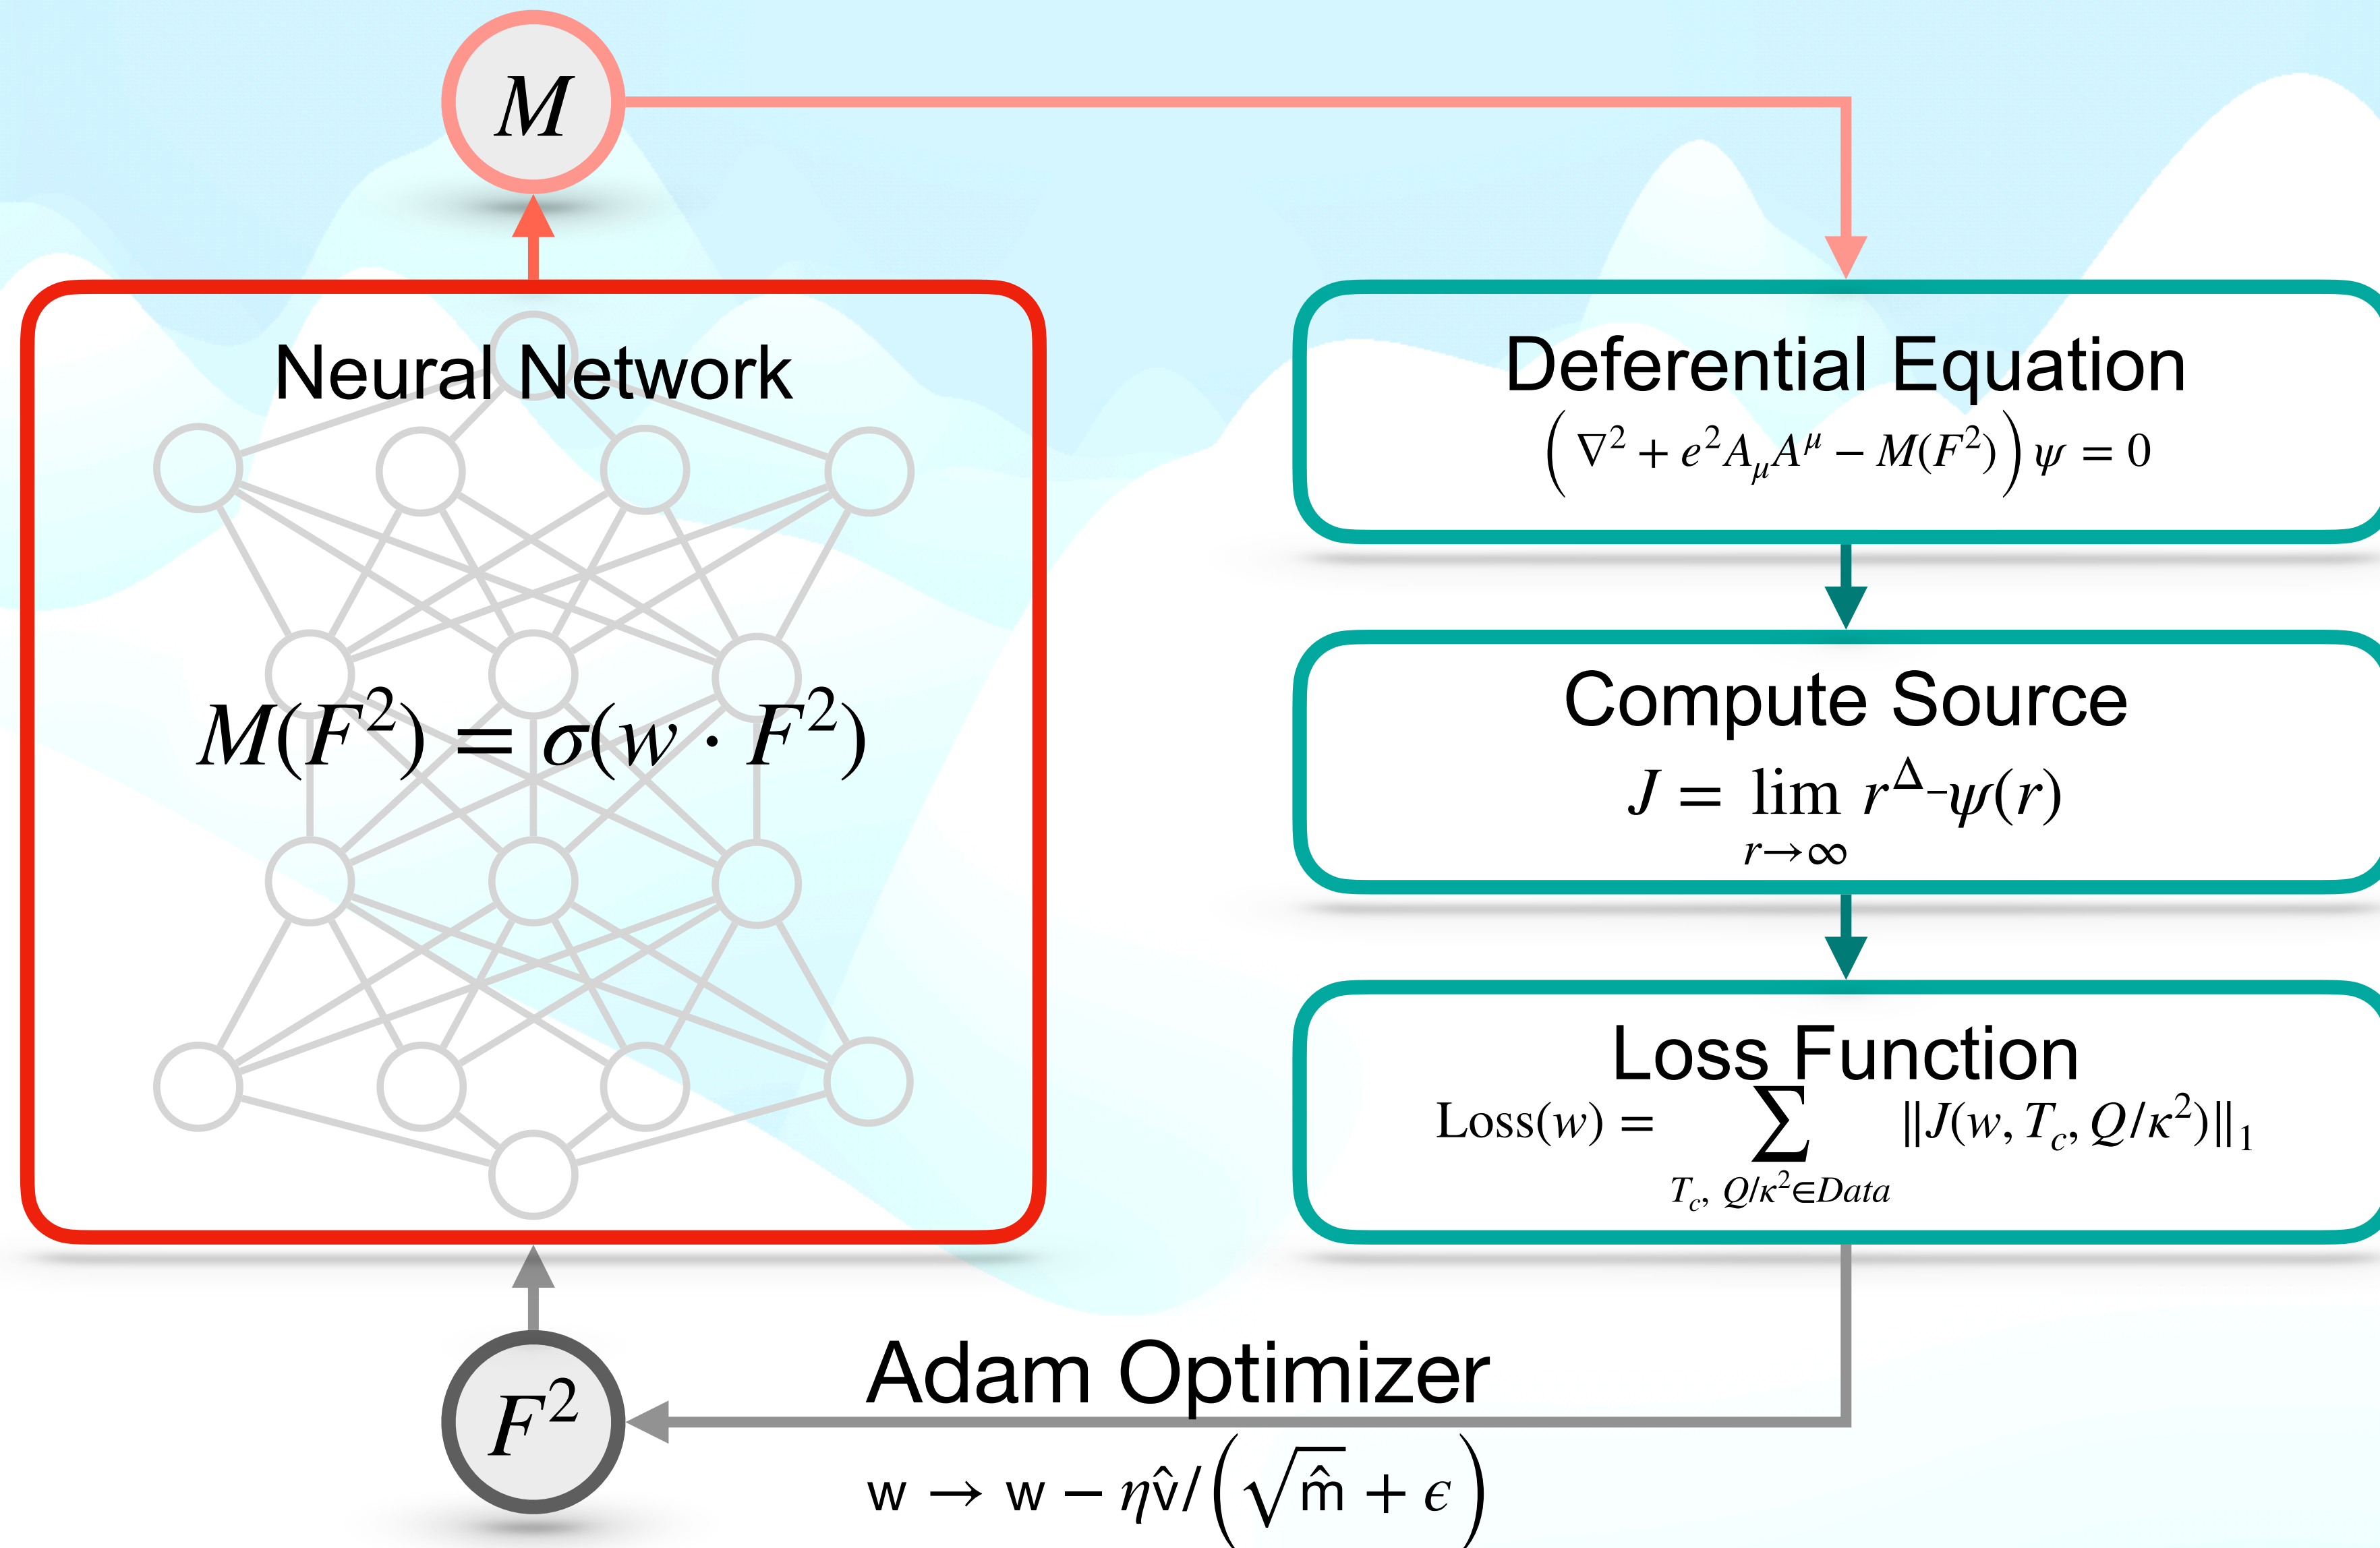 M
Neural Network
M(F²) = σ(w · F²)
F²
Deferential Equation
(∇² + e²A_μA^μ − M(F²)) ψ = 0
Compute Source
J = lim r^Δ₋ψ(r)
r→∞
Loss Function
Loss(w) = ∑ ‖J(w, T_c, Q/κ²)‖₁
T_c, Q/κ²∈Data
Adam Optimizer
w → w − ηv̂/(√m̂ + ϵ)